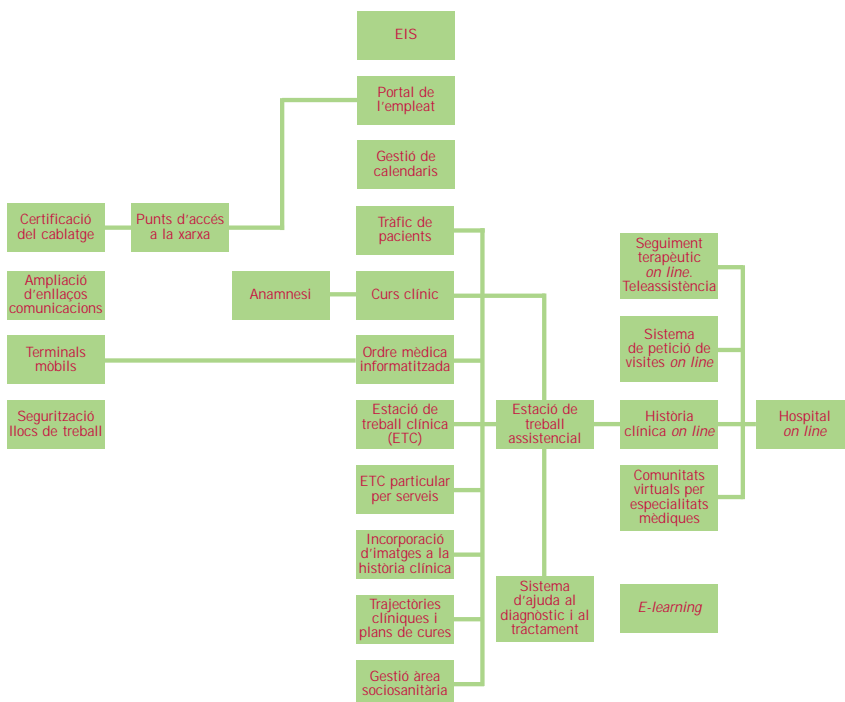 EIS
Portal de
l'empleat
Gestió de
calendaris
Certificació
del cablatge
Punts d'accés
a la xarxa
Tràfic de
pacients
Seguiment
terapèutic
on line.
Teleassistència
Ampliació
d'enllaços
comunicacions
Anamnesi
Curs clínic
Sistema
de petició de
visites on line
Terminals
mòbils
Ordre mèdica
informatitzada
Segurització
llocs de treball
Estació de
treball clínica
(ETC)
Estació de
treball
assistencial
Història
clínica on line
Hospital
on line
ETC particular
per serveis
Comunitats
virtuals per
especialitats
mèdiques
Incorporació
d'imatges a la
història clínica
Trajectòries
clíniques i
plans de cures
Sistema
d'ajuda al
diagnòstic i al
tractament
E-learning
Gestió àrea
sociosanitària